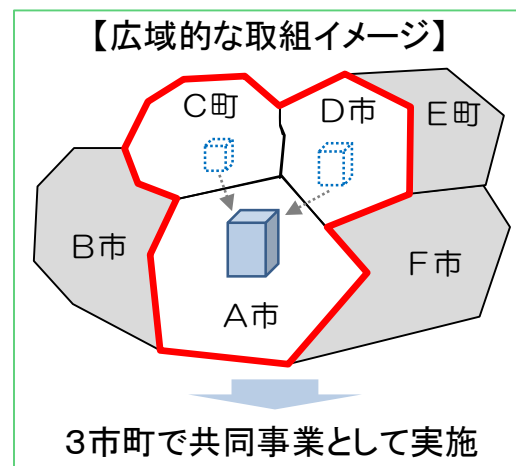 【広域的な取組イメージ】
C町
D市
E町
B市
F市
A市
3市町で共同事業として実施